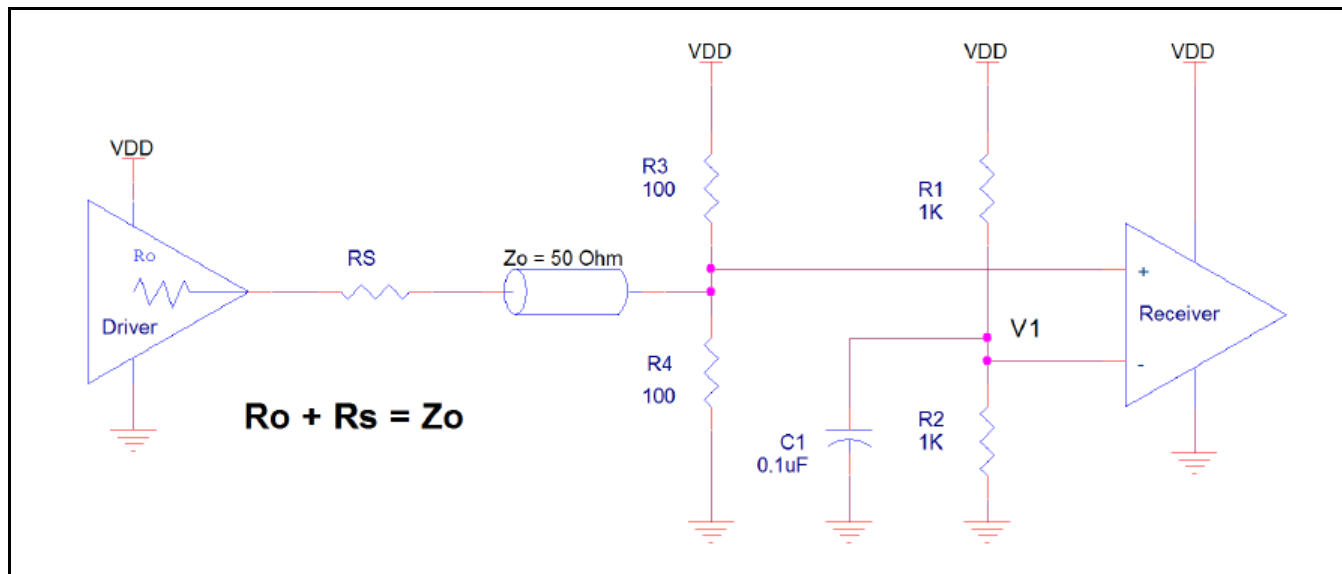 VDD
VDD
VDD
VDD
R3
100
R1
1K
Ro
RS
Zo = 50 Ohm
+
Driver
Receiver
V1
R4
100
-
Ro + Rs = Zo
C1
0.1uF
R2
1K